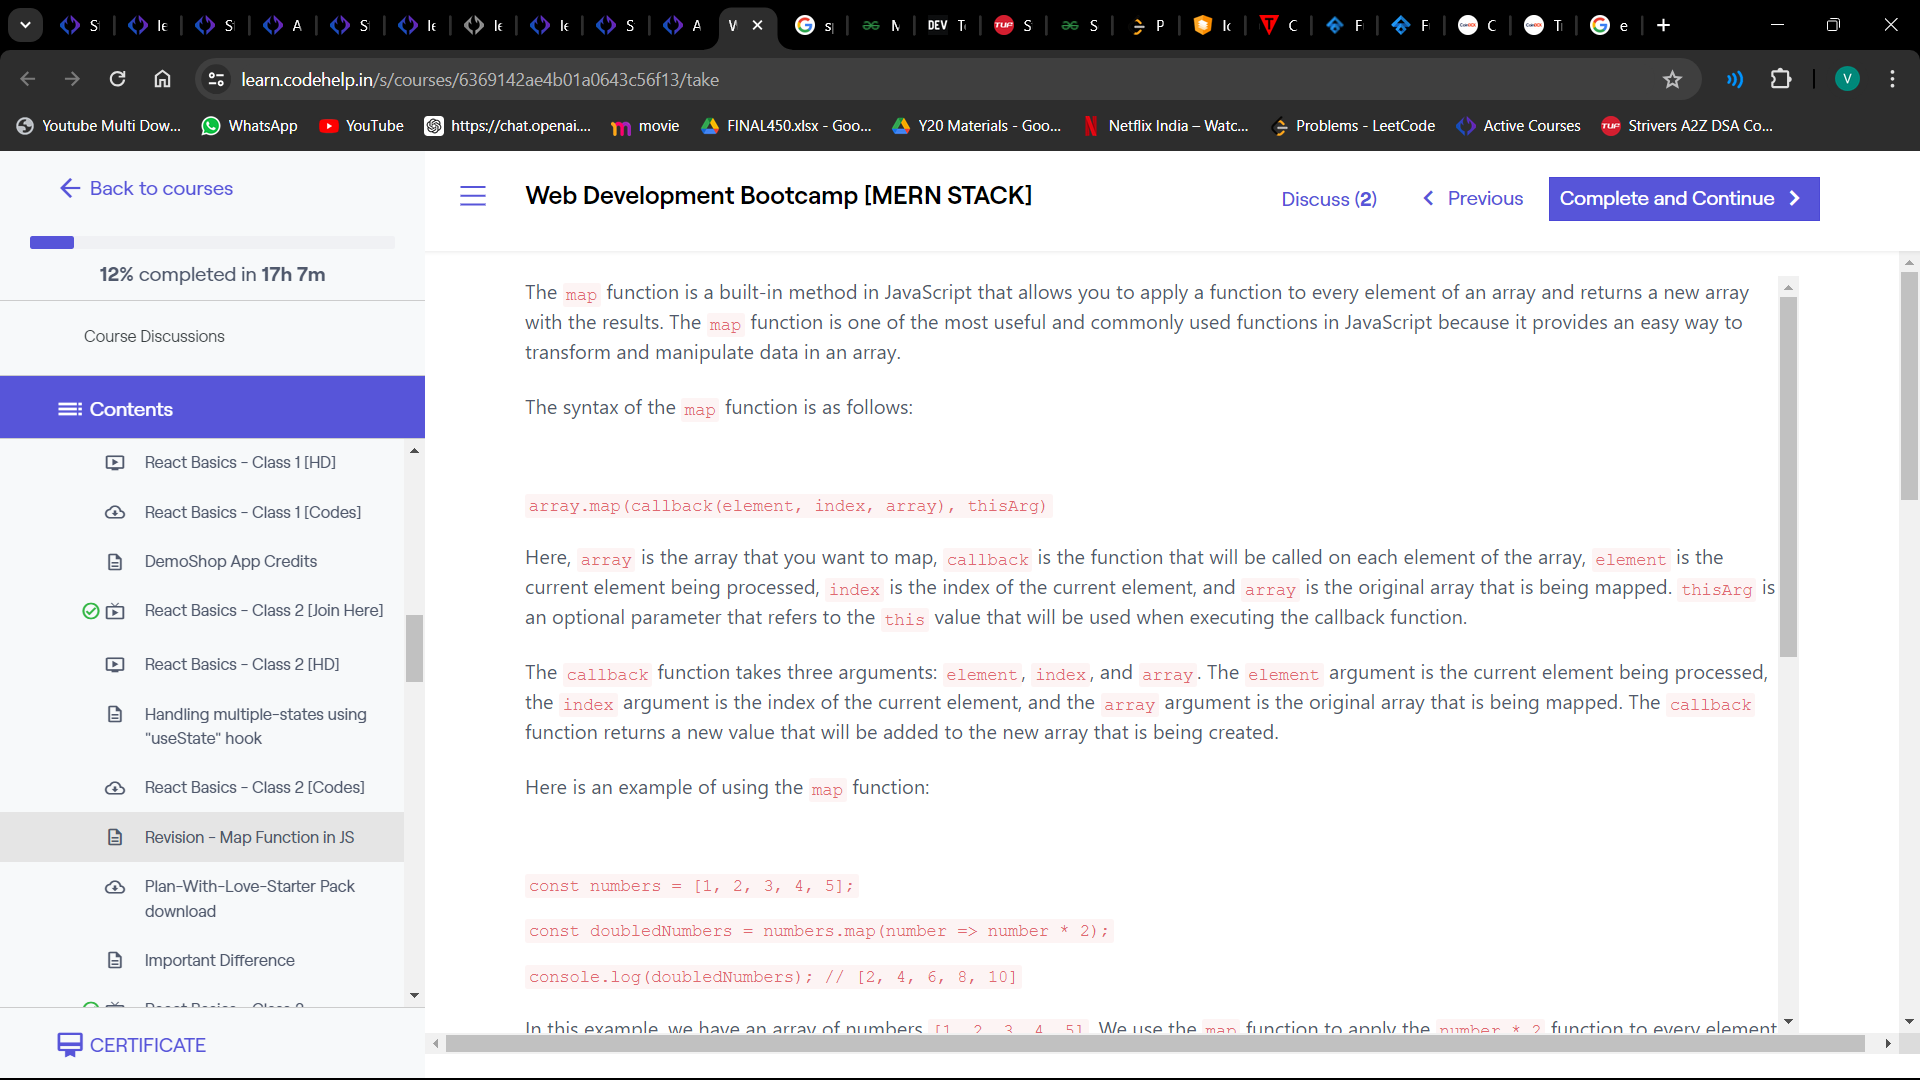 learn.codehelp.in/s/courses/6369142ae4b01a0643c56f13/take
Youtube Multi Dow... WhatsApp YouTube https://chat.openai.... movie FINAL450.xlsx - Goo... Y20 Materials - Goo... Netflix India – Watc... Problems - LeetCode Active Courses Strivers A2Z DSA Co...
Back to courses
12% completed in 17h 7m
Course Discussions
Contents
React Basics - Class 1 [HD]
React Basics - Class 1 [Codes]
DemoShop App Credits
React Basics - Class 2 [Join Here]
React Basics - Class 2 [HD]
Handling multiple-states using
"useState" hook
React Basics - Class 2 [Codes]
Revision - Map Function in JS
Plan-With-Love-Starter Pack
download
Important Difference
CERTIFICATE
Web Development Bootcamp [MERN STACK]
Discuss (2) Previous Complete and Continue
The map function is a built-in method in JavaScript that allows you to apply a function to every element of an array and returns a new array
with the results. The map function is one of the most useful and commonly used functions in JavaScript because it provides an easy way to
transform and manipulate data in an array.
The syntax of the map function is as follows:
array.map(callback(element, index, array), thisArg)
Here, array is the array that you want to map, callback is the function that will be called on each element of the array, element is the
current element being processed, index is the index of the current element, and array is the original array that is being mapped. thisArg is
an optional parameter that refers to the this value that will be used when executing the callback function.
The callback function takes three arguments: element, index, and array. The element argument is the current element being processed,
the index argument is the index of the current element, and the array argument is the original array that is being mapped. The callback
function returns a new value that will be added to the new array that is being created.
Here is an example of using the map function:
const numbers = [1, 2, 3, 4, 5];
const doubledNumbers = numbers.map(number => number * 2);
console.log(doubledNumbers); // [2, 4, 6, 8, 10]
In this example, we have an array of numbers [1, 2, 3, 4, 5]. We use the map function to apply the number * 2 function to every element